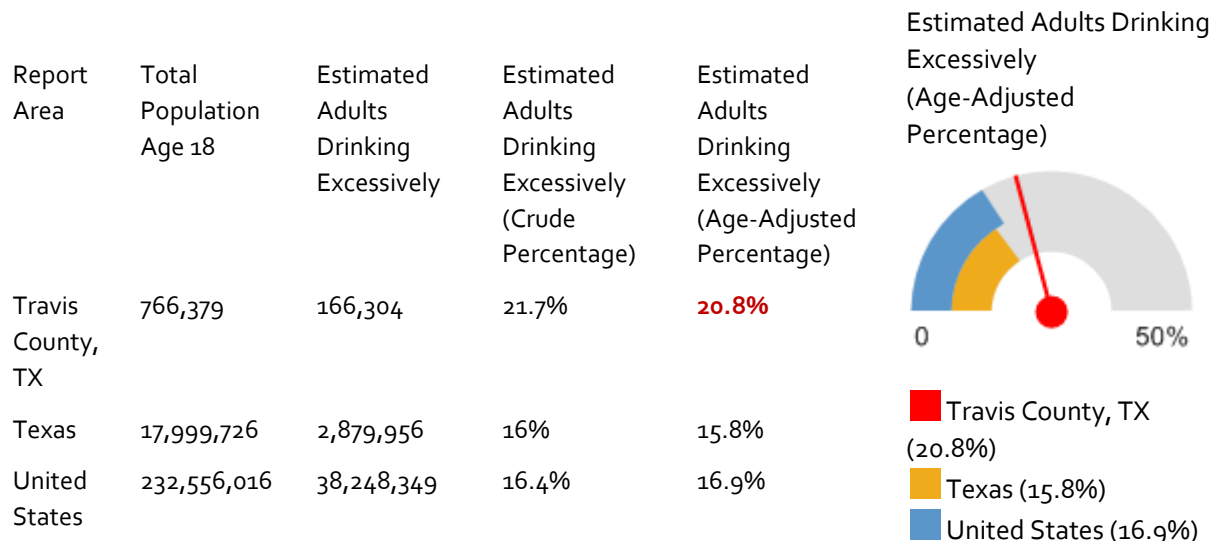 Report Area
Total Population Age 18
Estimated Adults Drinking Excessively
Estimated Adults Drinking Excessively (Crude Percentage)
Estimated Adults Drinking Excessively (Age-Adjusted Percentage)
Travis County, TX
766,379
166,304
21.7%
20.8%
Texas
17,999,726
2,879,956
16%
15.8%
United States
232,556,016
38,248,349
16.4%
16.9%
Estimated Adults Drinking
Excessively
(Age-Adjusted
Percentage)
0
50%
Travis County, TX
(20.8%)
Texas (15.8%)
United States (16.9%)